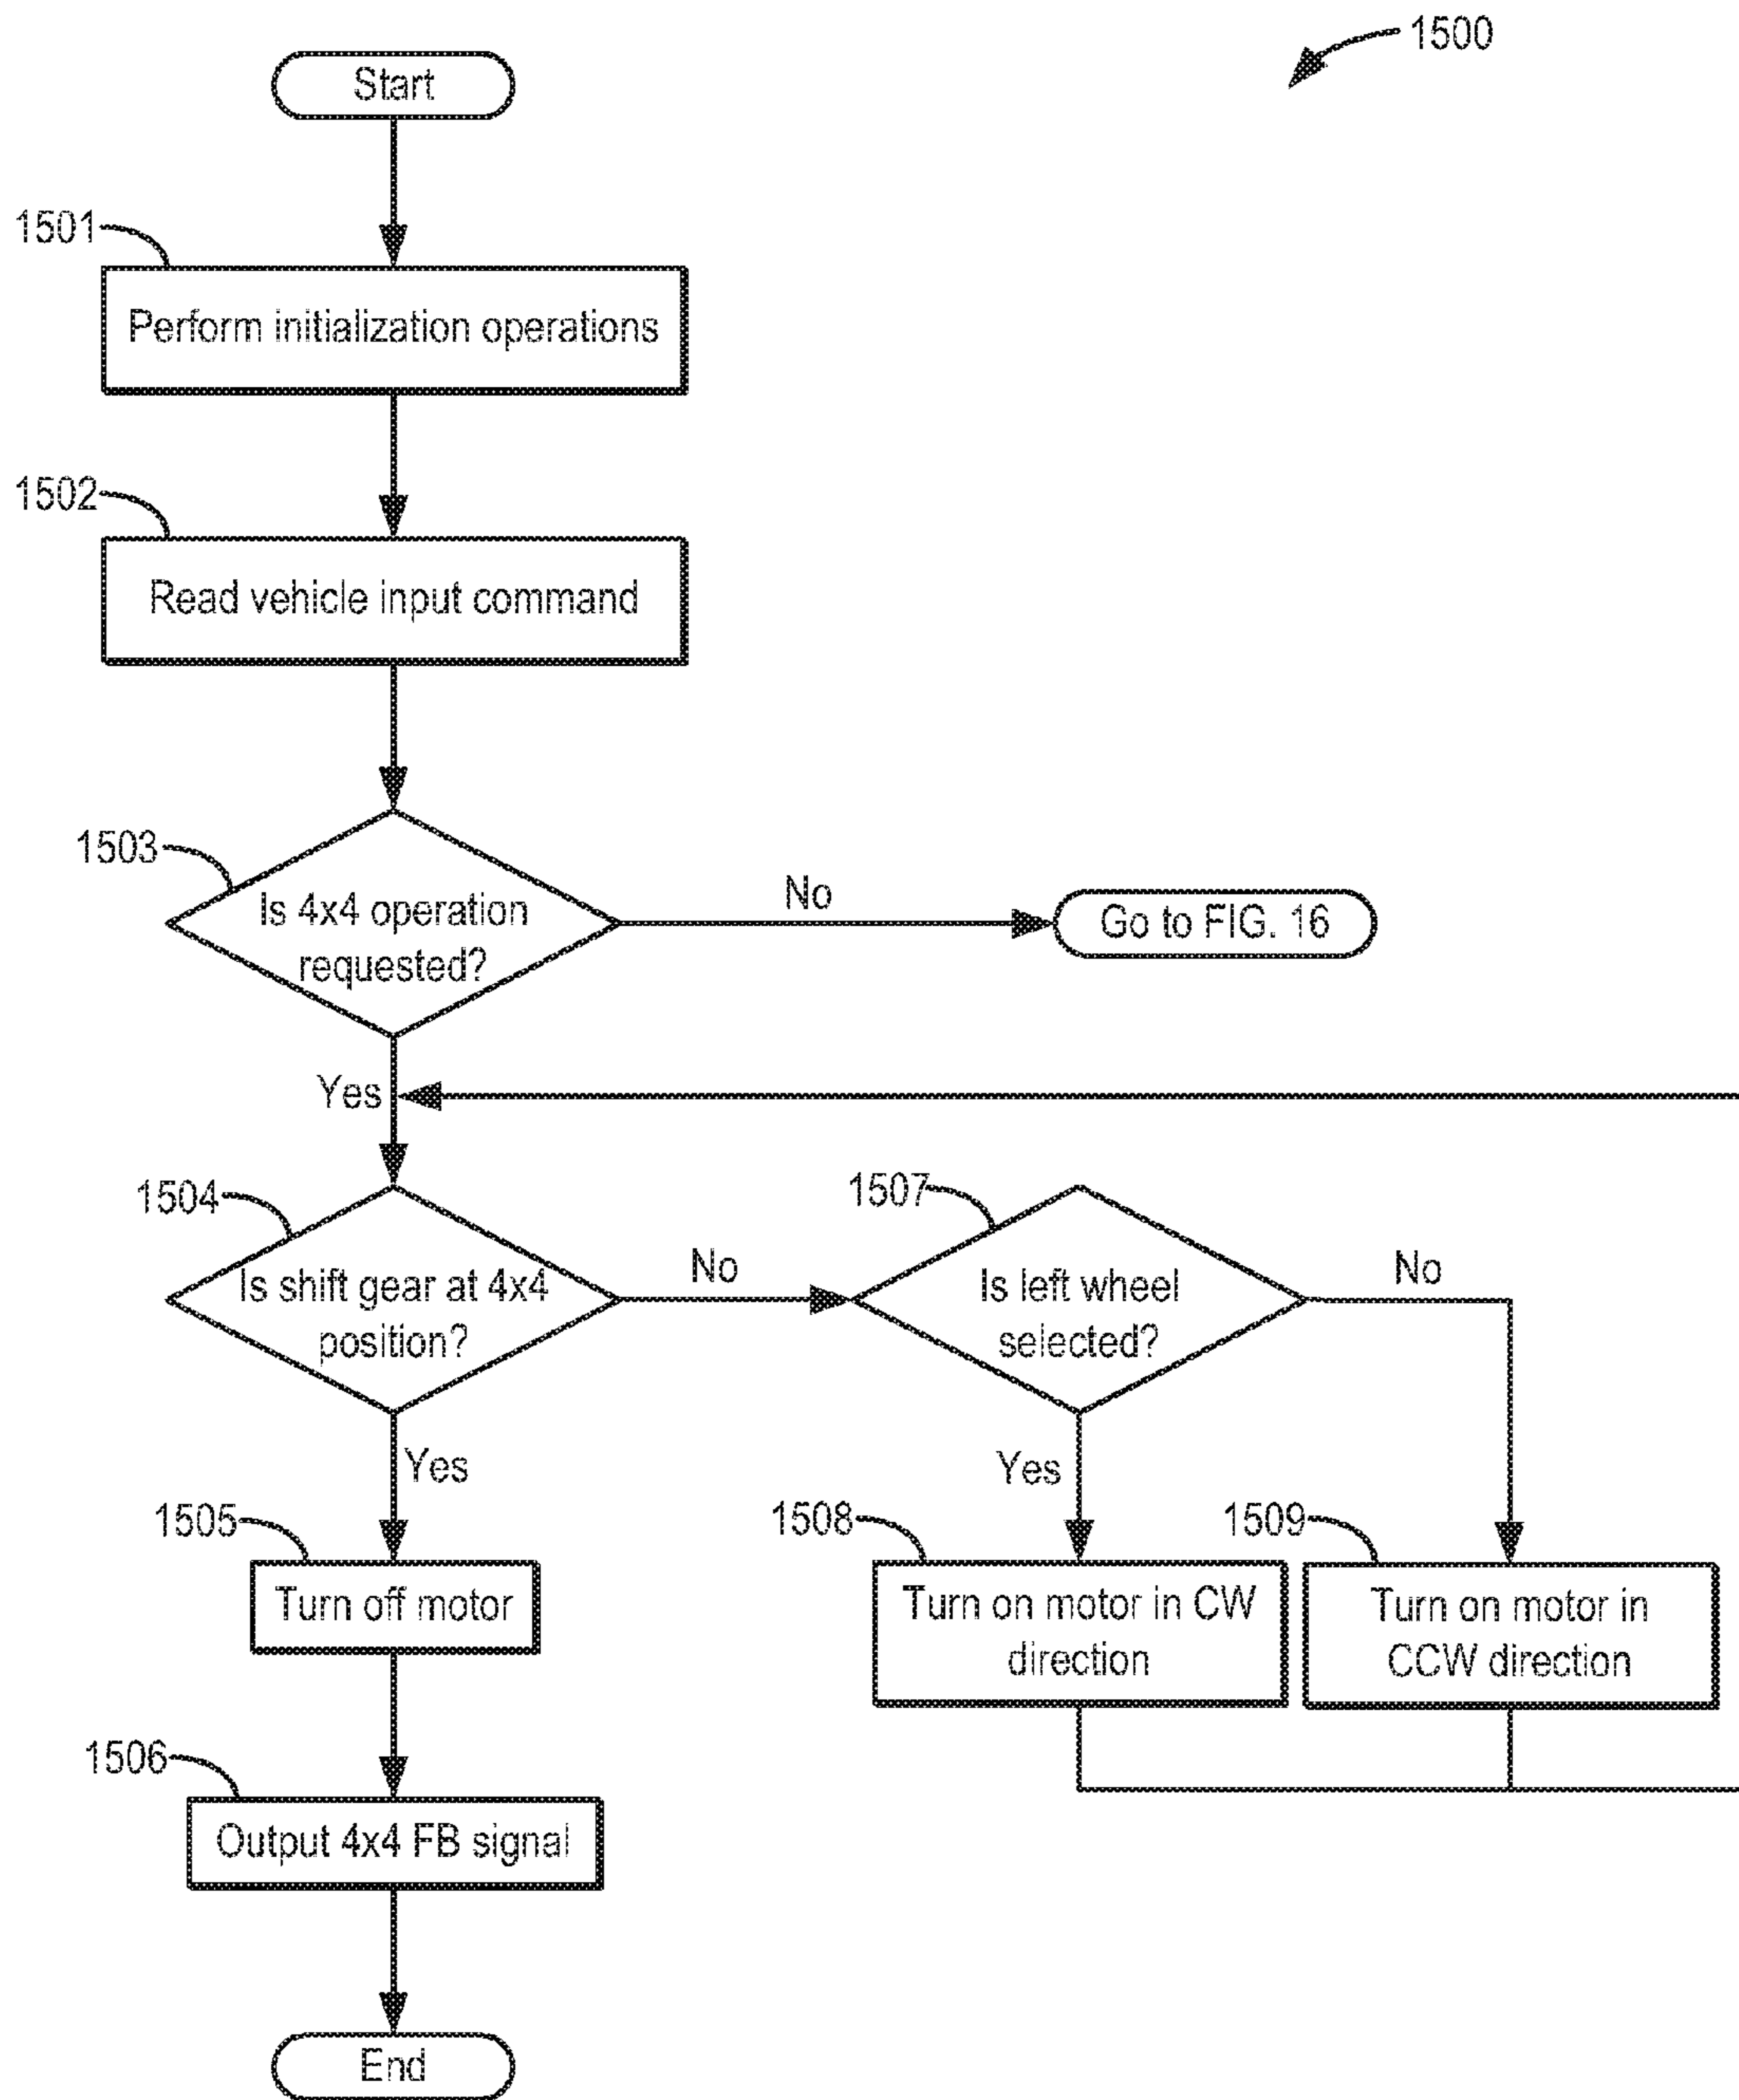 1500
Start
1501
Perform initialization operations
1502
Read vehicle input command
1503
Is 4x4 operation
requested?
No
Go to FIG. 16
Yes
1504
Is shift gear at 4x4
position?
No
1507
Is left wheel
selected?
No
Yes
Yes
1505
Turn off motor
1508
Turn on motor in CW
direction
1509
Turn on motor in
CCW direction
1506
Output 4x4 FB signal
End